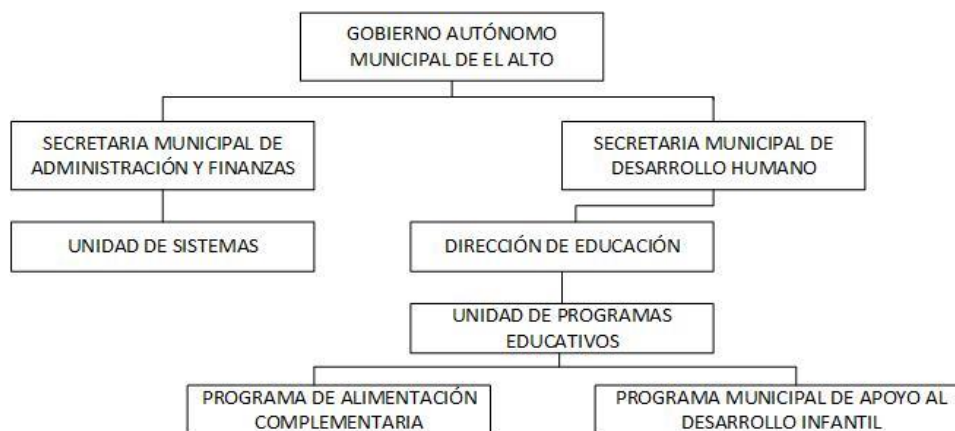 GOBIERNO AUTÓNOMO
MUNICIPAL DE EL ALTO
SECRETARIA MUNICIPAL DE
ADMINISTRACIÓN Y FINANZAS
SECRETARIA MUNICIPAL DE
DESARROLLO HUMANO
UNIDAD DE SISTEMAS
DIRECCIÓN DE EDUCACIÓN
UNIDAD DE PROGRAMAS
EDUCATIVOS
PROGRAMA DE ALIMENTACIÓN
COMPLEMENTARIA
PROGRAMA MUNICIPAL DE APOYO AL
DESARROLLO INFANTIL